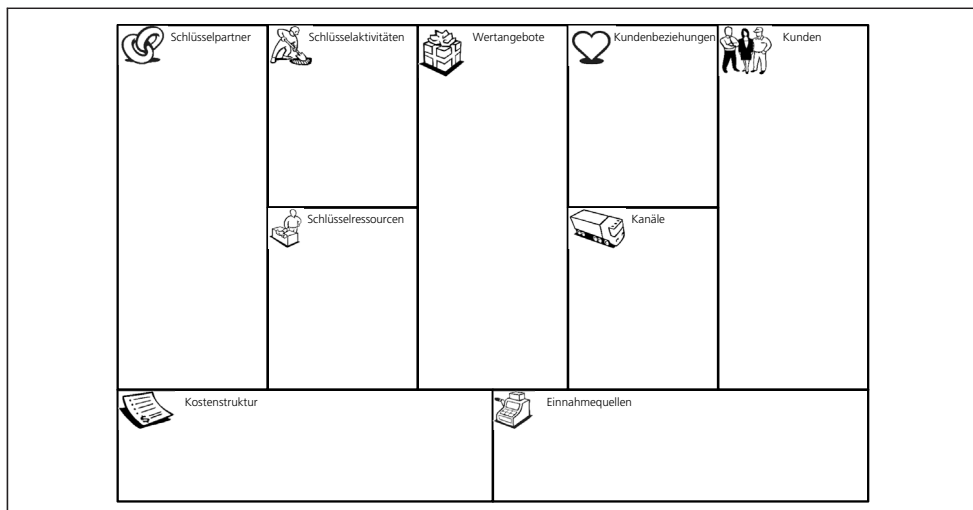 Schlüsselpartner
Schlüsselaktivitäten
Wertangebote
Kundenbeziehungen
Kunden
Schlüsselressourcen
Kanäle
Kostenstruktur
Einnahmequellen